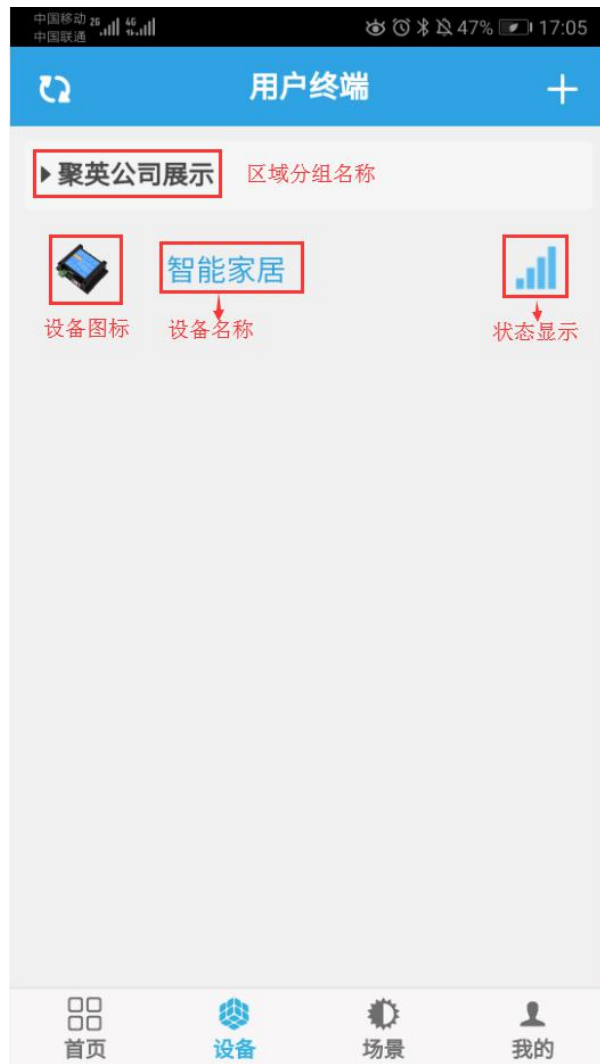 中国移动 2G 4G
中国联通
47% 17:05
用户终端
聚英公司展示 区域分组名称
智能家居
设备图标 设备名称 状态显示
首页 设备 场景 我的